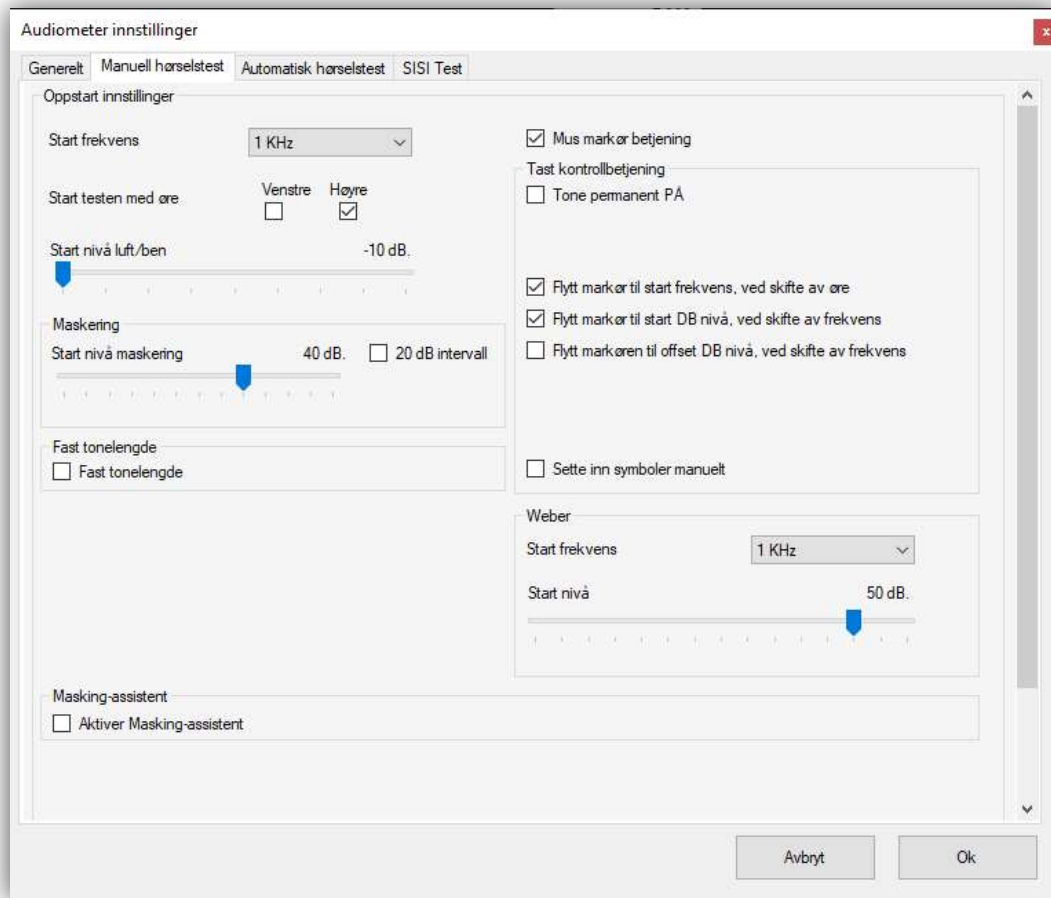 Audiometer innstillinger
x
Generelt Manuell hørselstest Automatisk hørselstest SISI Test
Oppstart innstillinger
Start frekvens 1 KHz
Start testen med øre Venstre Høyre
Start nivå luft/ben -10 dB.
Maskering
Start nivå maskering 40 dB. 20 dB intervall
Fast tonelengde
Fast tonelengde
Mus markør betjening
Tast kontrollbetjening
Tone permanent PÅ
Flytt markør til start frekvens, ved skifte av øre
Flytt markør til start DB nivå, ved skifte av frekvens
Flytt markøren til offset DB nivå, ved skifte av frekvens
Sette inn symboler manuelt
Weber
Start frekvens 1 KHz
Start nivå 50 dB.
Masking-assistent
Aktiver Masking-assistent
Avbryt Ok